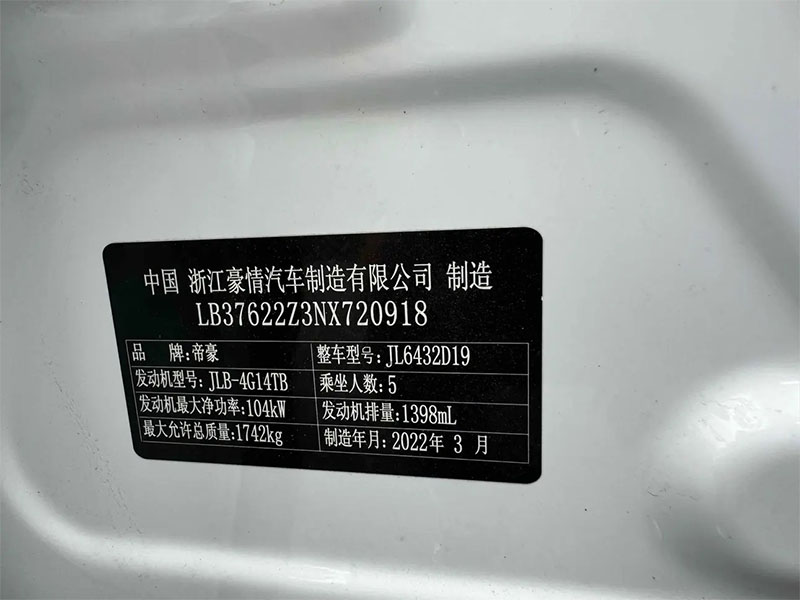 中国 浙江豪情汽车制造有限公司 制造
LB37622Z3NX720918
品 牌:帝豪 整车型号:JL6432D19
发动机型号:JLB-4G14TB 乘坐人数:5
发动机最大净功率:104kW 发动机排量:1398mL
最大允许总质量:1742kg 制造年月:2022年 3 月